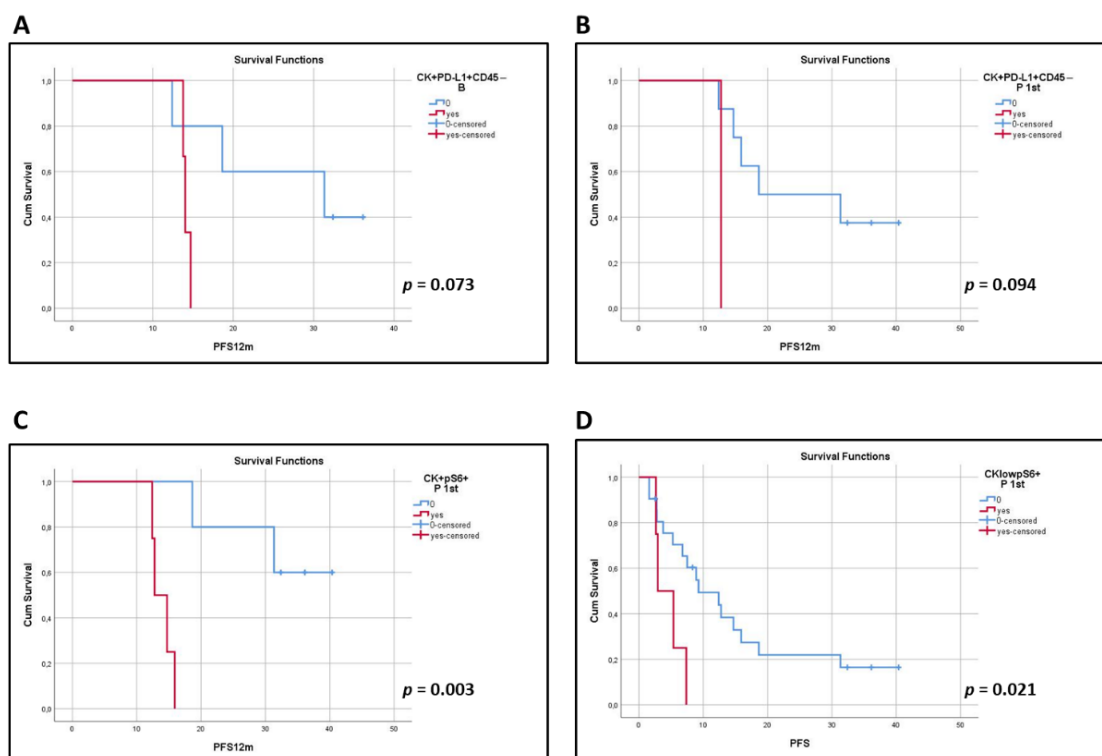 A
Survival Functions
CK+PD-L1+CD45–
B
0
yes
0-censored
yes-censored
1,0
0,8
0,6
0,4
0,2
0,0
Cum Survival
0 10 20 30 40
PFS12m
p = 0.073
B
Survival Functions
CK+PD-L1+CD45–
P 1st
0
yes
0-censored
yes-censored
1,0
0,8
0,6
0,4
0,2
0,0
Cum Survival
0 10 20 30 40 50
PFS12m
p = 0.094
C
Survival Functions
CK+pS6+
P 1st
0
yes
0-censored
yes-censored
1,0
0,8
0,6
0,4
0,2
0,0
Cum Survival
0 10 20 30 40 50
PFS12m
p = 0.003
D
Survival Functions
CKlowpS6+
P 1st
0
yes
0-censored
yes-censored
1,0
0,8
0,6
0,4
0,2
0,0
Cum Survival
0 10 20 30 40 50
PFS
p = 0.021